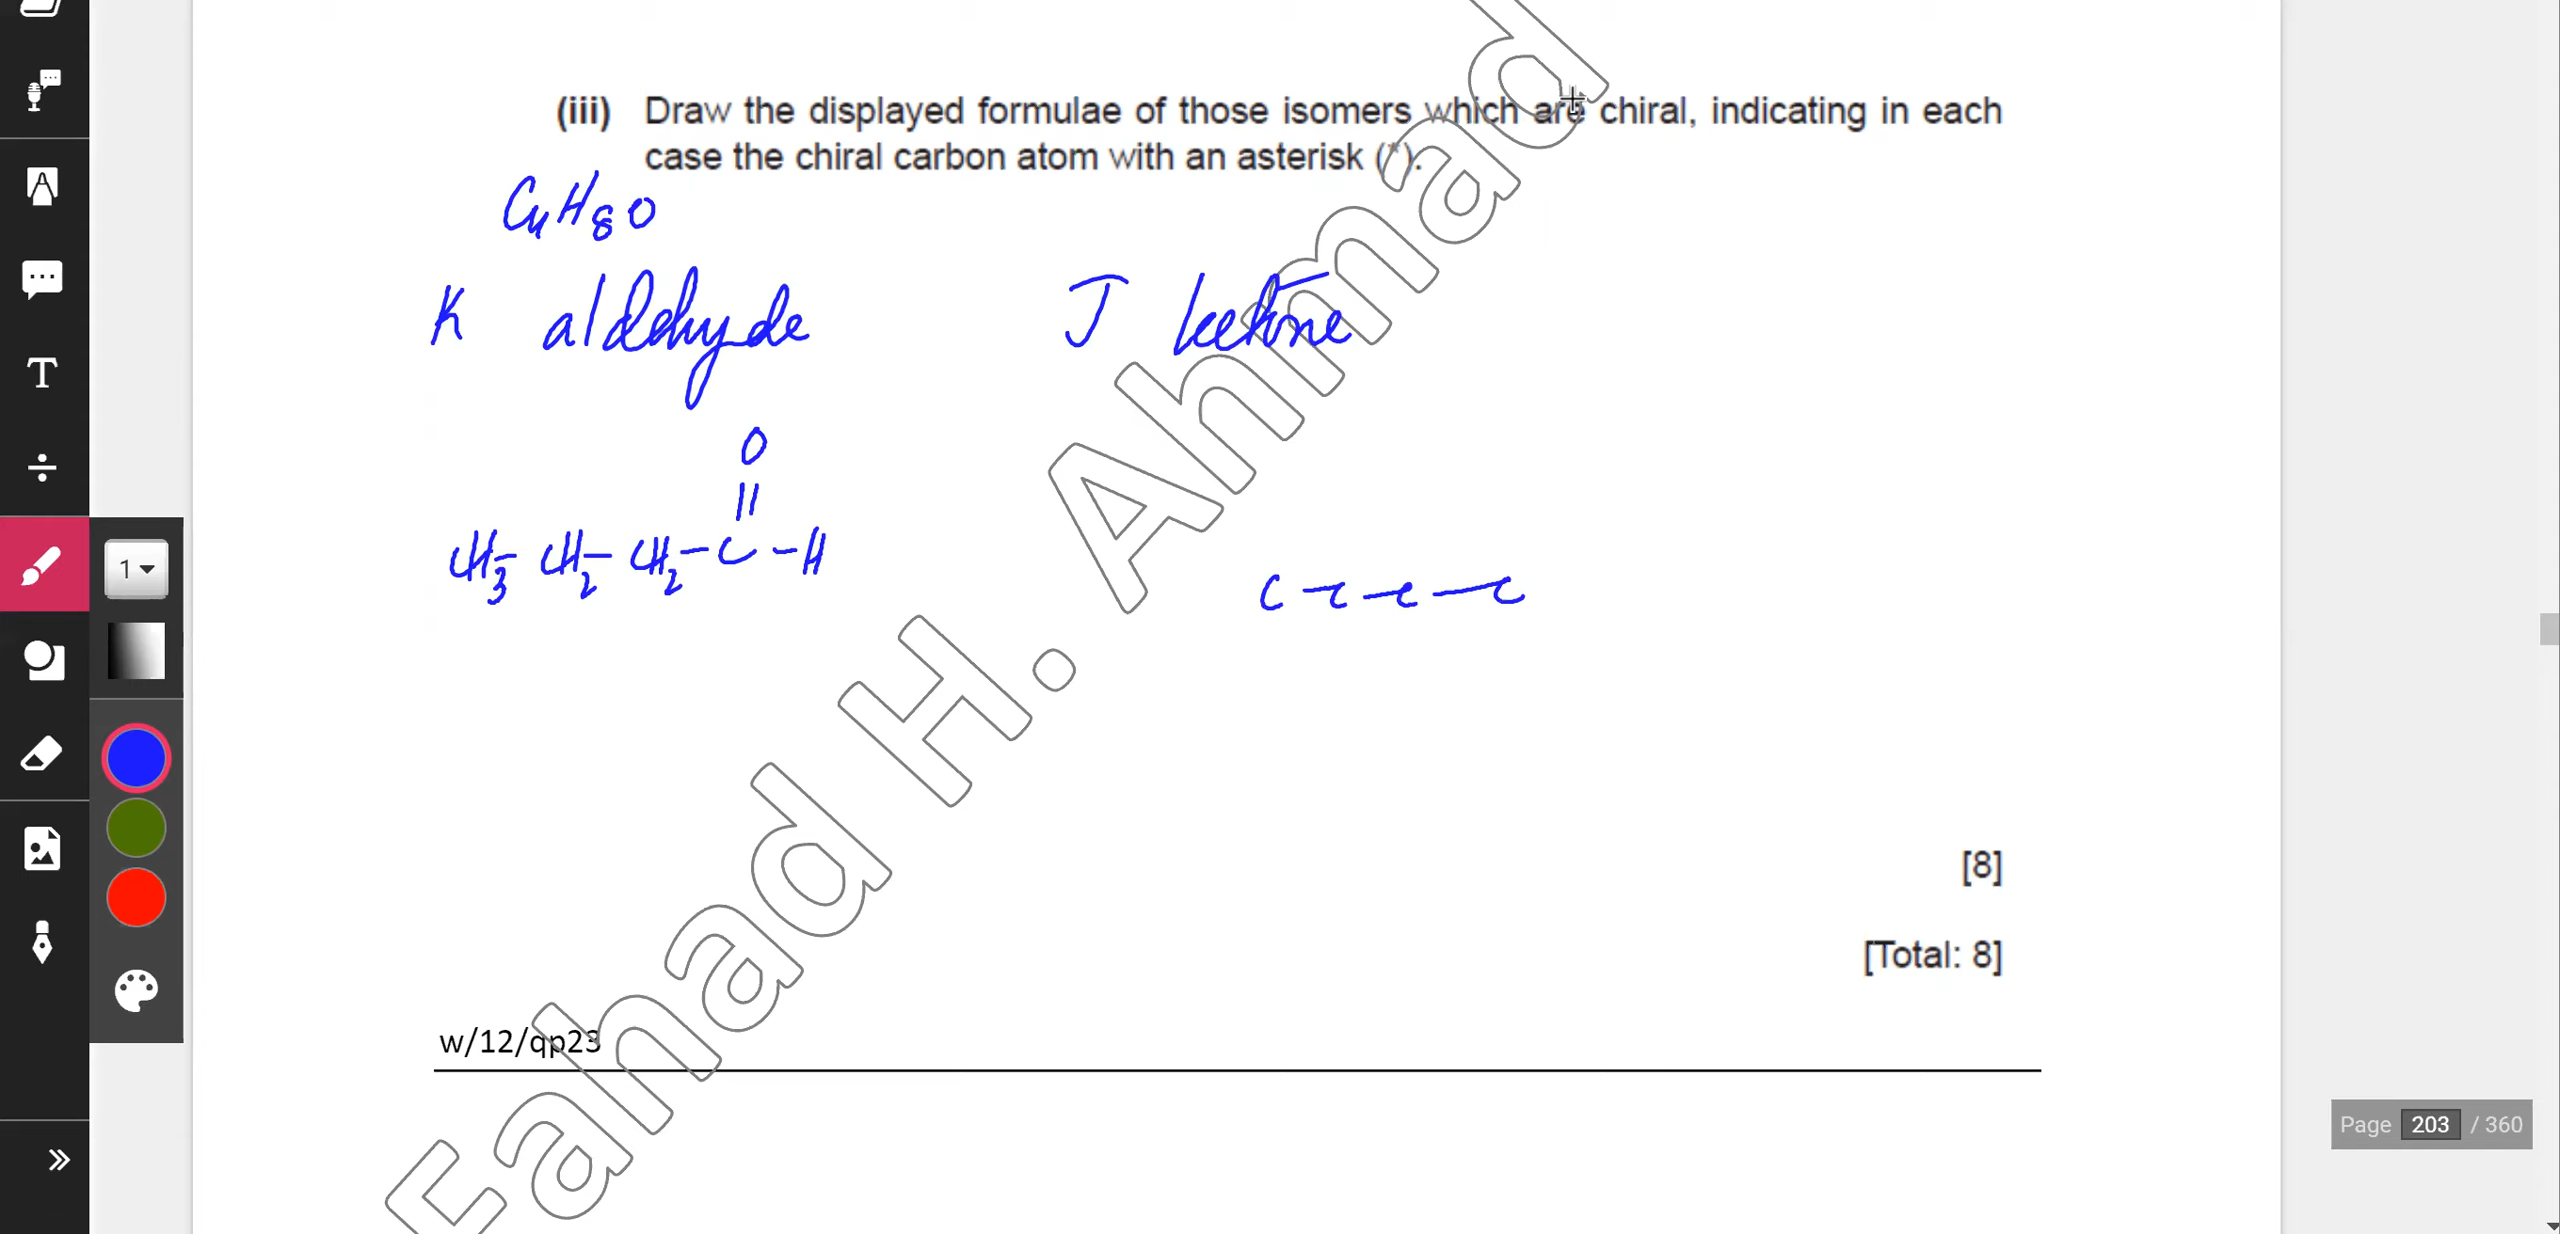 (iii) Draw the displayed formulae of those isomers which are chiral, indicating in each
case the chiral carbon atom with an asterisk (*).
C4H8O
K aldehyde J ketone
O
||
CH3- CH2- CH2-C-H
C-C-C-C
[8]
[Total: 8]
w/12/qp23
Fahad H. Ahmad
T
1
Page 203 / 360